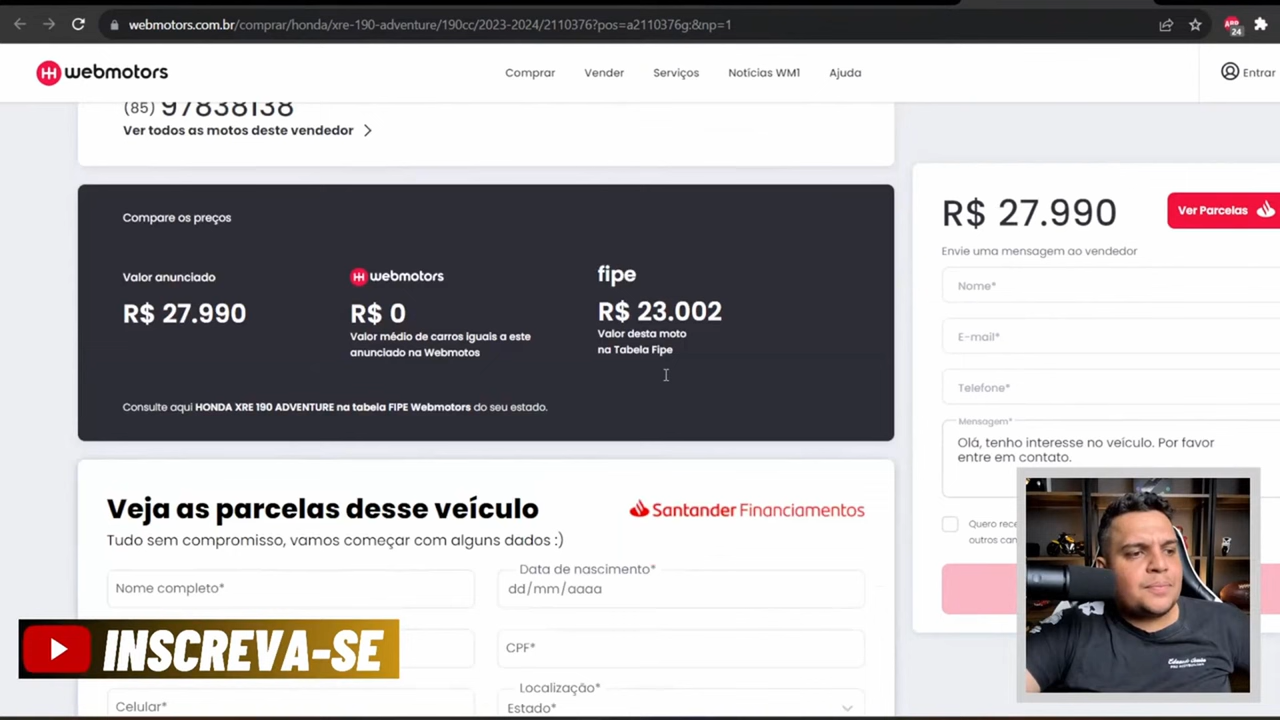 webmotors.com.br/comprar/honda/xre-190-adventure/190cc/2023-2024/2110376?pos=a2110376g:&np=1
24
webmotors
Comprar
Vender
Serviços
Notícias WM1
Ajuda
Entrar
(85) 97838138
Ver todos as motos deste vendedor
Compare os preços
Valor anunciado
R$ 27.990
webmotors
R$ 0
Valor médio de carros iguais a este
anunciado na Webmotos
fipe
R$ 23.002
Valor desta moto
na Tabela Fipe
Consulte aqui HONDA XRE 190 ADVENTURE na tabela FIPE Webmotors do seu estado.
R$ 27.990
Ver Parcelas
Envie uma mensagem ao vendedor
Nome*
E-mail*
Telefone*
Mensagem*
Olá, tenho interesse no veículo. Por favor
entre em contato.
Quero rece
outros can
Veja as parcelas desse veículo
Santander Financiamentos
Tudo sem compromisso, vamos começar com alguns dados :)
Nome completo*
Data de nascimento*
dd/mm/aaaa
CPF*
Celular*
Localização*
Estado*
INSCREVA-SE